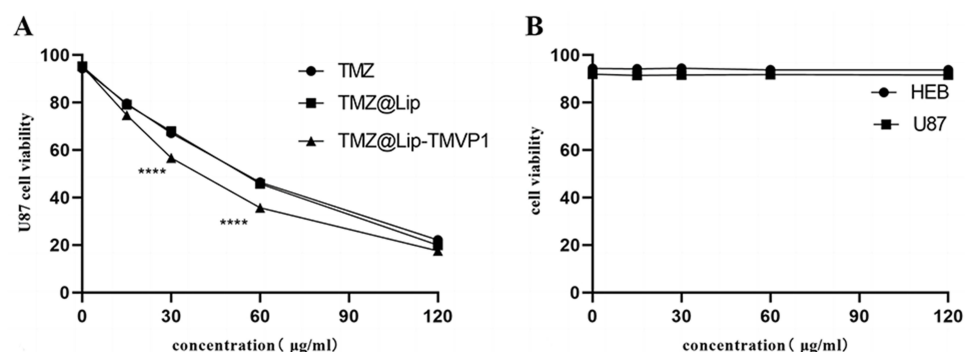 A
100
80
60
40
20
0
U87 cell viability
TMZ
TMZ@Lip
TMZ@Lip-TMVP1
****
****
0 30 60 90 120
concentration( μg/ml)
B
100
80
60
40
20
0
cell viability
HEB
U87
0 30 60 90 120
concentration( μg/ml)